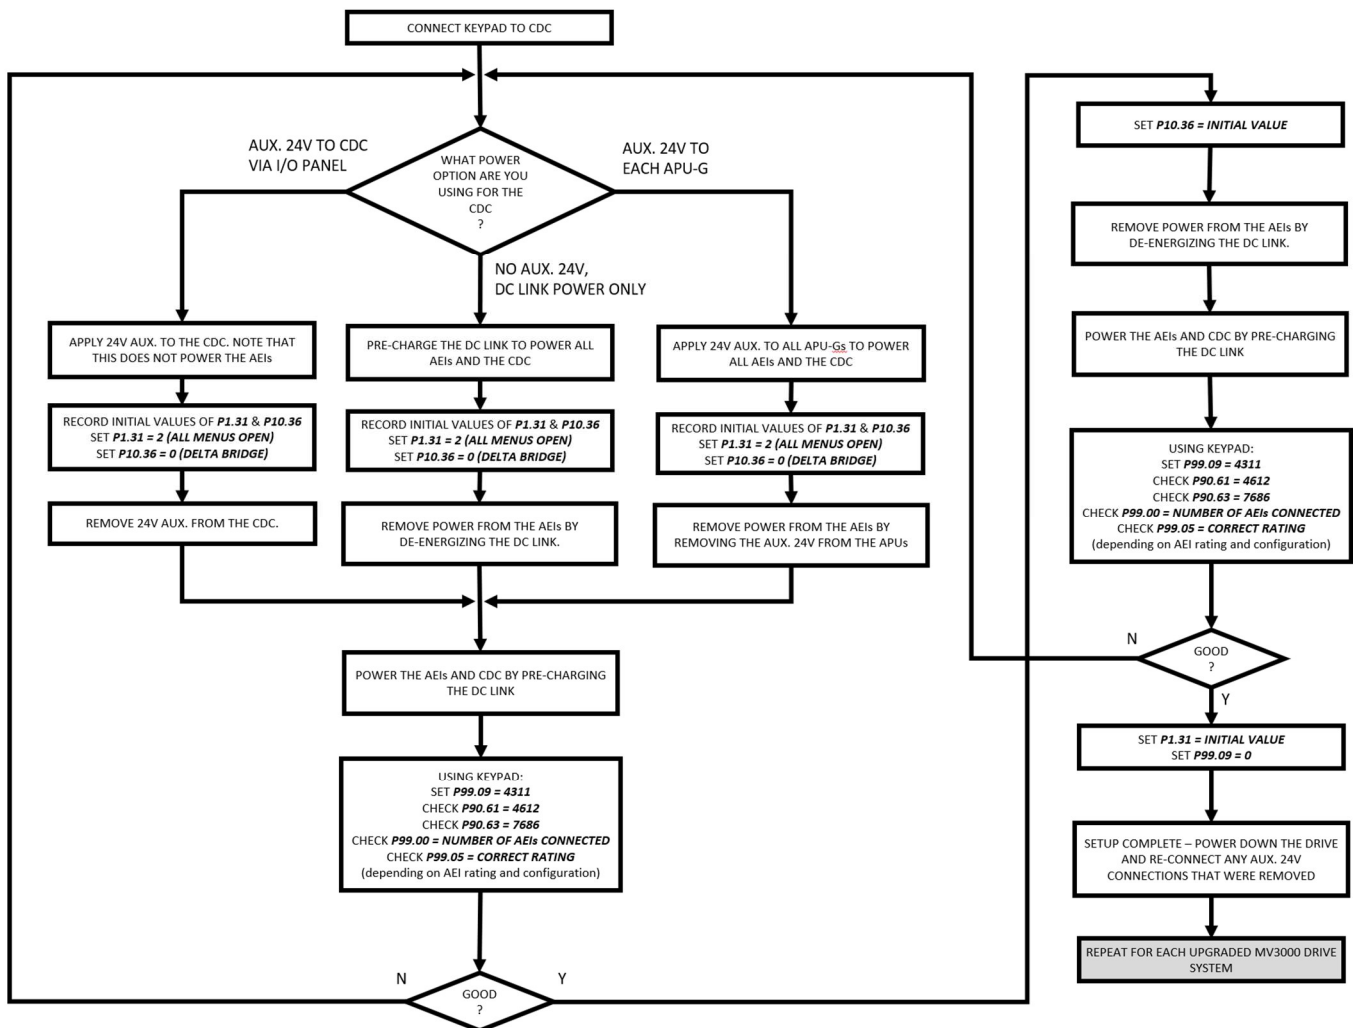 CONNECT KEYPAD TO CDC
AUX. 24V TO CDC
VIA I/O PANEL
WHAT POWER
OPTION ARE YOU
USING FOR THE
CDC
?
AUX. 24V TO
EACH APU-G
NO AUX. 24V,
DC LINK POWER ONLY
APPLY 24V AUX. TO THE CDC. NOTE THAT
THIS DOES NOT POWER THE AEIs
RECORD INITIAL VALUES OF P1.31 & P10.36
SET P1.31 = 2 (ALL MENUS OPEN)
SET P10.36 = 0 (DELTA BRIDGE)
REMOVE 24V AUX. FROM THE CDC.
PRE-CHARGE THE DC LINK TO POWER ALL
AEIs AND THE CDC
RECORD INITIAL VALUES OF P1.31 & P10.36
SET P1.31 = 2 (ALL MENUS OPEN)
SET P10.36 = 0 (DELTA BRIDGE)
REMOVE POWER FROM THE AEIs BY
DE-ENERGIZING THE DC LINK.
APPLY 24V AUX. TO ALL APU-Gs TO POWER
ALL AEIs AND THE CDC
RECORD INITIAL VALUES OF P1.31 & P10.36
SET P1.31 = 2 (ALL MENUS OPEN)
SET P10.36 = 0 (DELTA BRIDGE)
REMOVE POWER FROM THE AEIs BY
REMOVING THE AUX. 24V FROM THE APUs
POWER THE AEIs AND CDC BY PRE-CHARGING
THE DC LINK
USING KEYPAD:
SET P99.09 = 4311
CHECK P90.61 = 4612
CHECK P90.63 = 7686
CHECK P99.00 = NUMBER OF AEIs CONNECTED
CHECK P99.05 = CORRECT RATING
(depending on AEI rating and configuration)
N
GOOD
?
Y
SET P10.36 = INITIAL VALUE
REMOVE POWER FROM THE AEIs BY
DE-ENERGIZING THE DC LINK.
POWER THE AEIs AND CDC BY PRE-CHARGING
THE DC LINK
USING KEYPAD:
SET P99.09 = 4311
CHECK P90.61 = 4612
CHECK P90.63 = 7686
CHECK P99.00 = NUMBER OF AEIs CONNECTED
CHECK P99.05 = CORRECT RATING
(depending on AEI rating and configuration)
N
GOOD
?
Y
SET P1.31 = INITIAL VALUE
SET P99.09 = 0
SETUP COMPLETE – POWER DOWN THE DRIVE
AND RE-CONNECT ANY AUX. 24V
CONNECTIONS THAT WERE REMOVED
REPEAT FOR EACH UPGRADED MV3000 DRIVE
SYSTEM